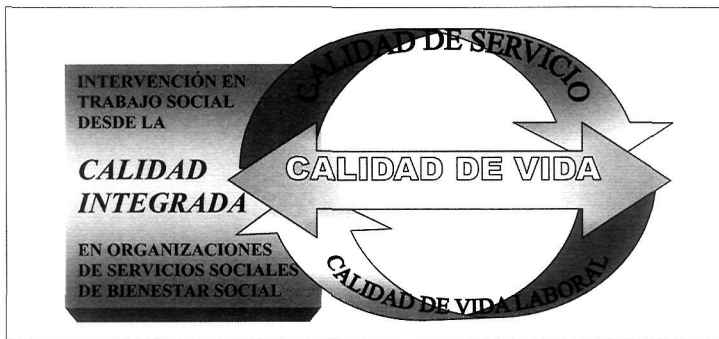 INTERVENCIÓN EN
TRABAJO SOCIAL
DESDE LA
CALIDAD
INTEGRADA
EN ORGANIZACIONES
DE SERVICIOS SOCIALES
DE BIENESTAR SOCIAL
CALIDAD DE SERVICIO
CALIDAD DE VIDA
CALIDAD DE VIDA LABORAL